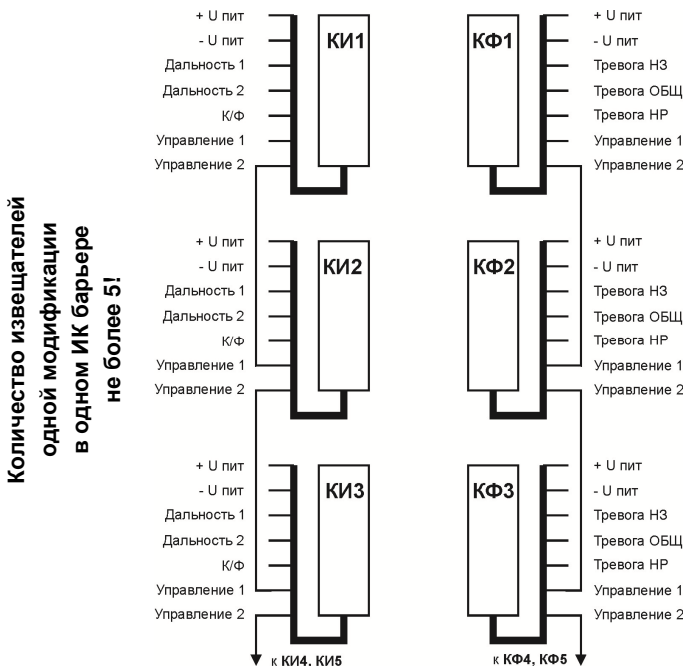 Количество извещателей
одной модификации
в одном ИК барьере
не более 5!
+ U пит
- U пит
Дальность 1
Дальность 2
К/Ф
Управление 1
Управление 2
КИ1
КФ1
+ U пит
- U пит
Тревога НЗ
Тревога ОБЩ
Тревога НР
Управление 1
Управление 2
+ U пит
- U пит
Дальность 1
Дальность 2
К/Ф
Управление 1
Управление 2
КИ2
КФ2
+ U пит
- U пит
Тревога НЗ
Тревога ОБЩ
Тревога НР
Управление 1
Управление 2
+ U пит
- U пит
Дальность 1
Дальность 2
К/Ф
Управление 1
Управление 2
КИ3
КФ3
+ U пит
- U пит
Тревога НЗ
Тревога ОБЩ
Тревога НР
Управление 1
Управление 2
к КИ4, КИ5
к КФ4, КФ5